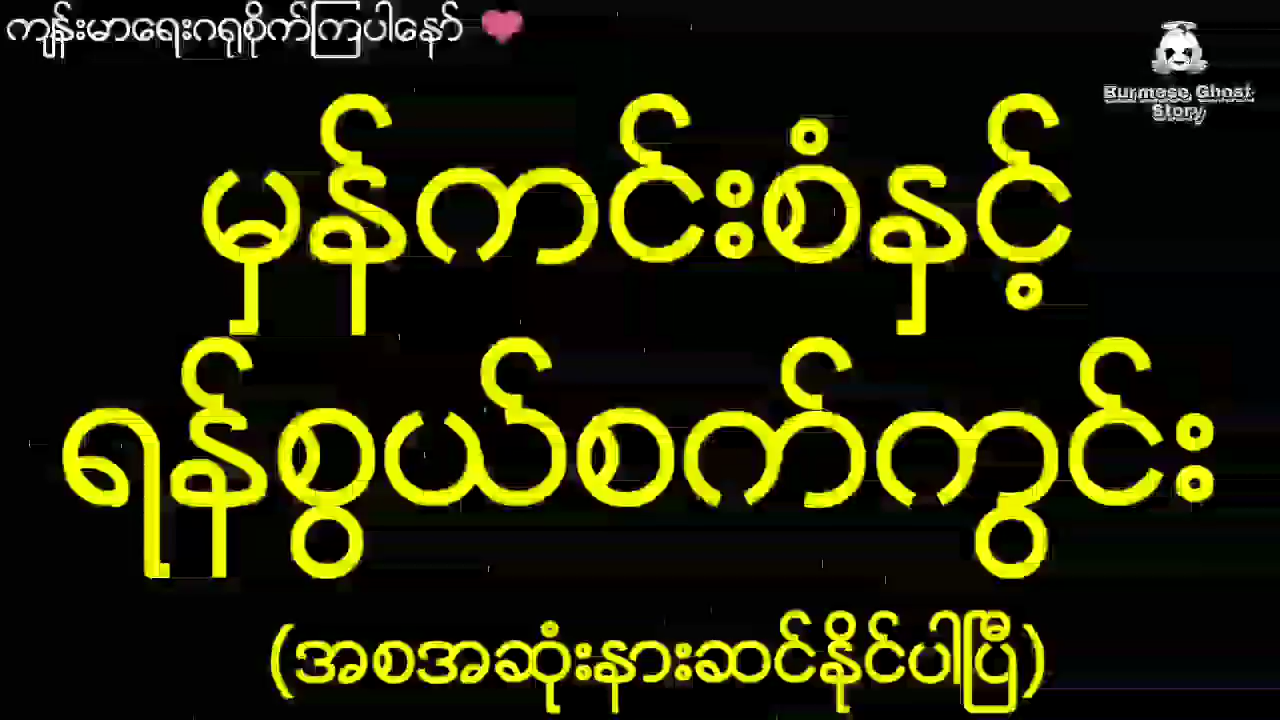 ကျန်းမာရေးဂရုစိုက်ကြပါနော် ❤
Burmese Ghost
Story
မှန်ကင်းစံနှင့်
ရန်စွယ်စက်ကွင်း
(အစအဆုံးနားဆင်နိုင်ပါပြီ)